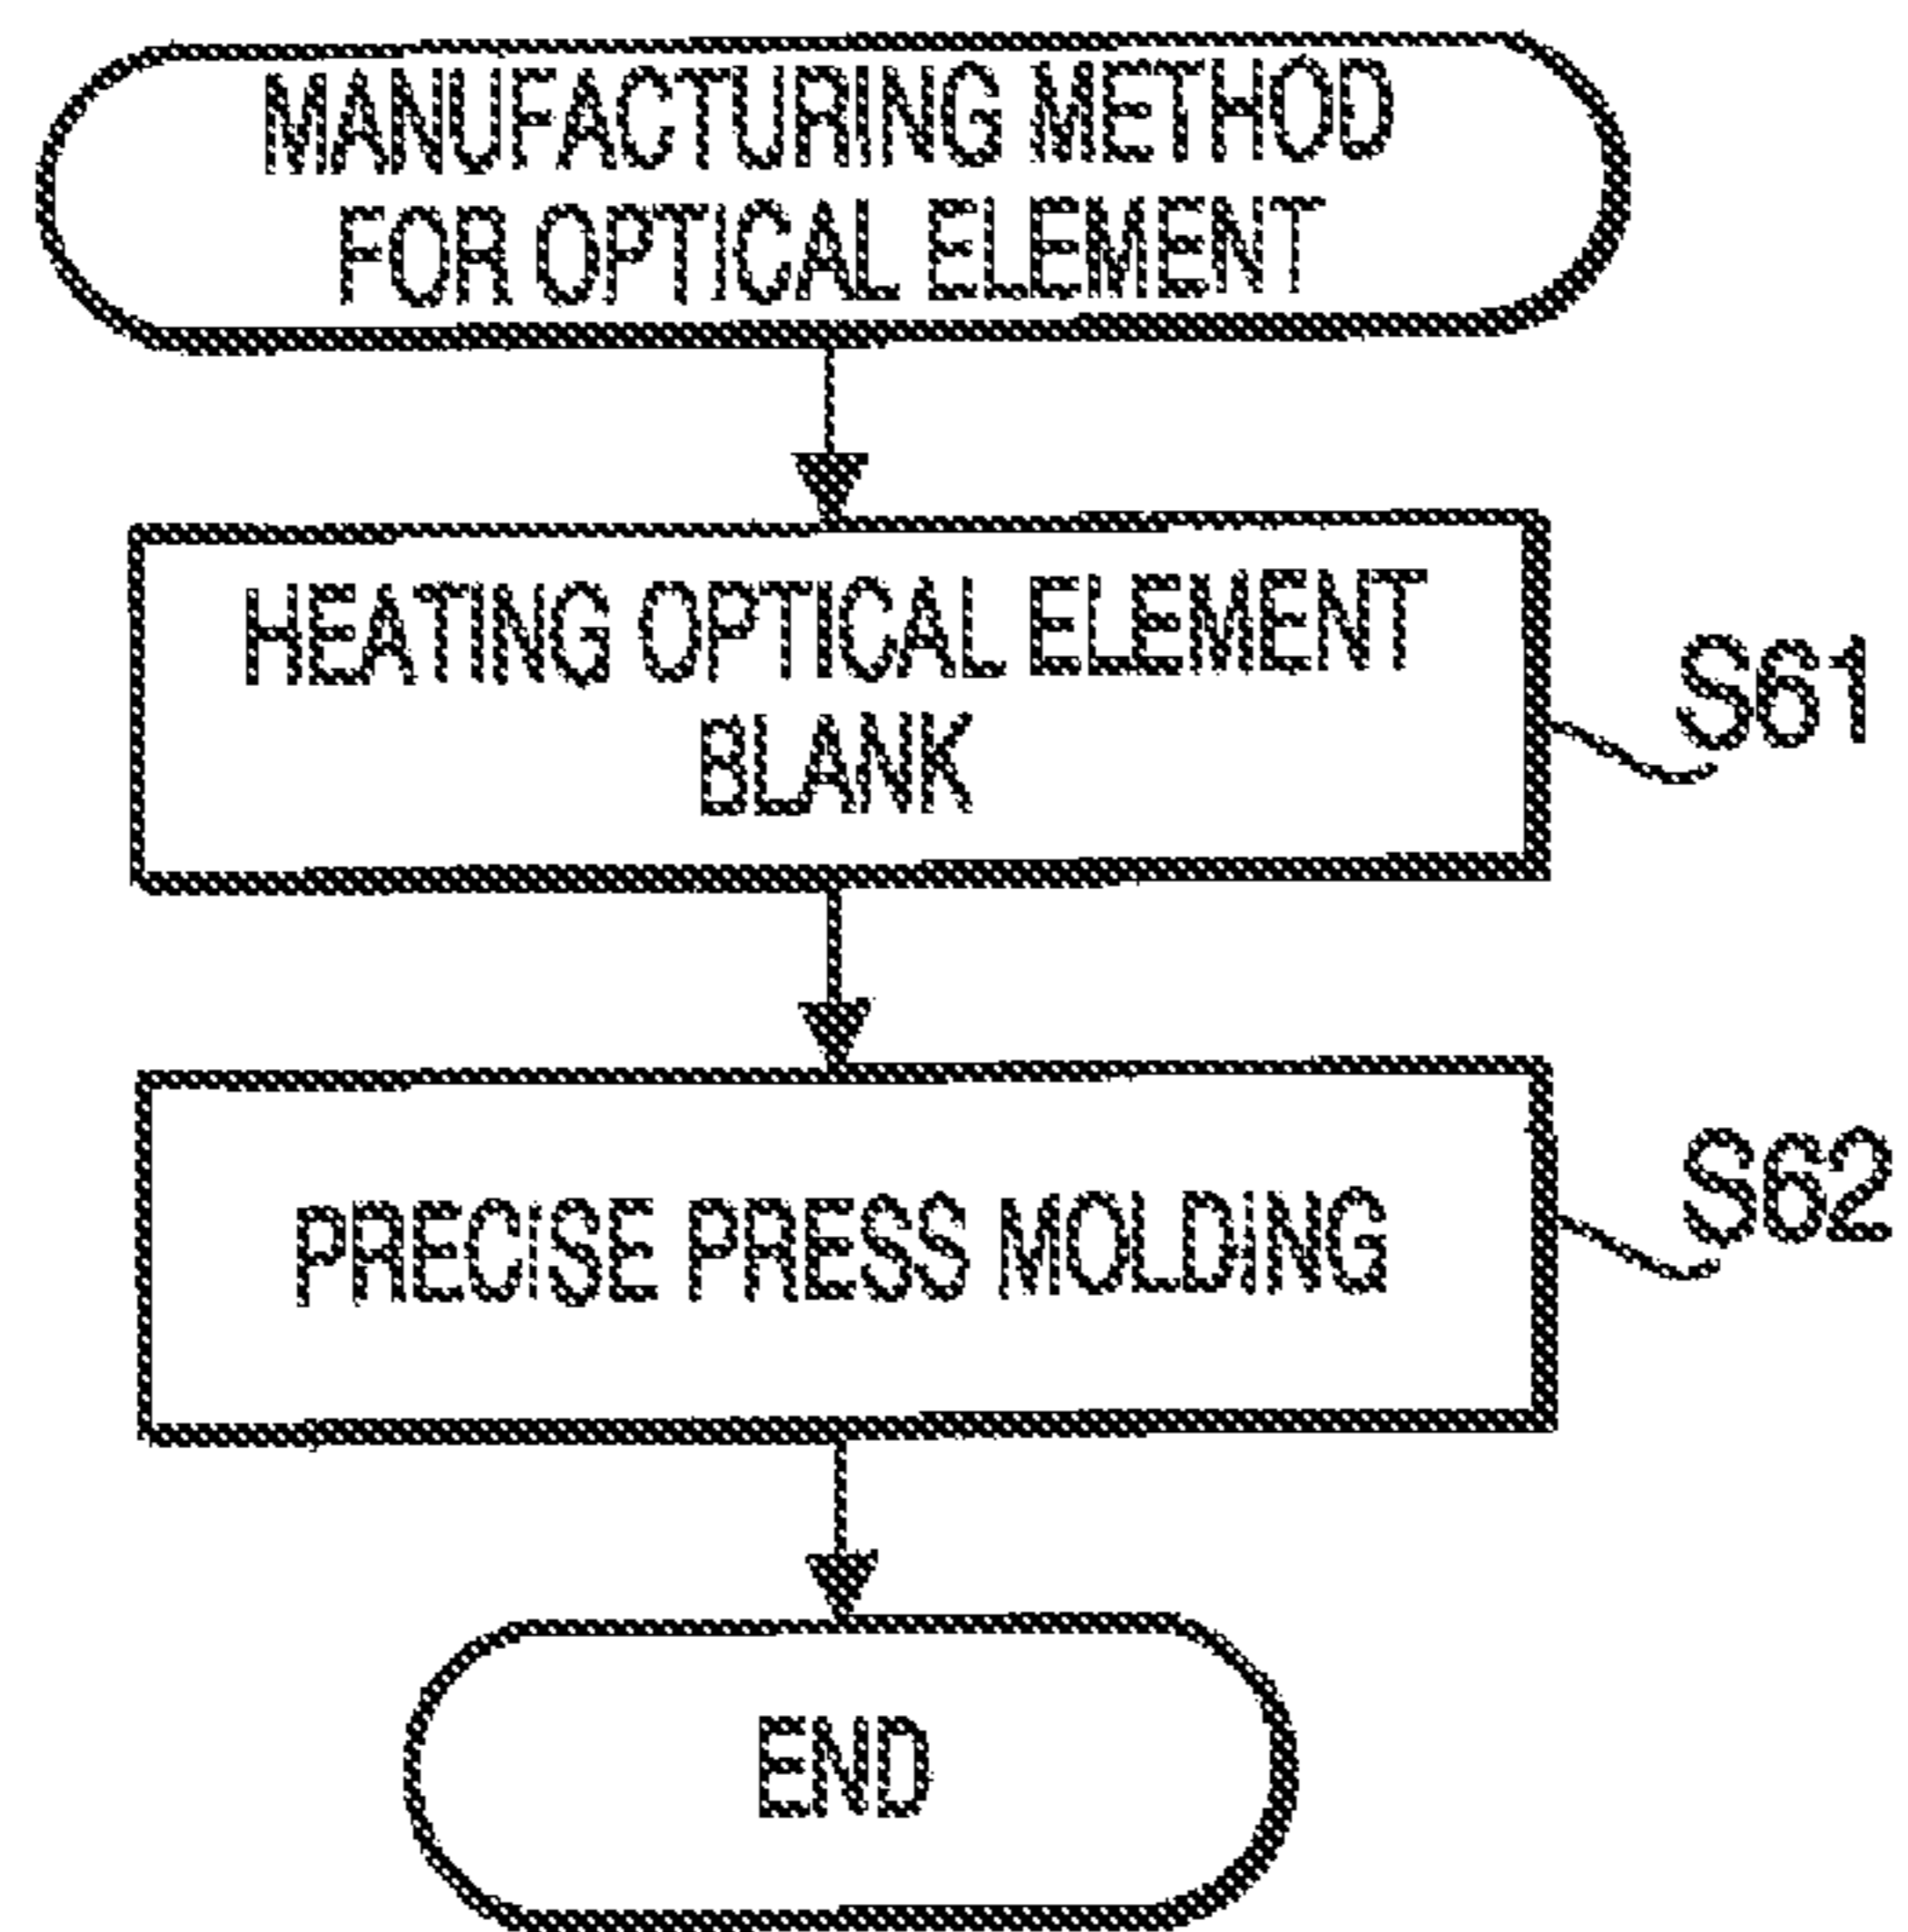 MANUFACTURING METHOD
FOR OPTICAL ELEMENT
HEATING OPTICAL ELEMENT
BLANK
S61
PRECISE PRESS MOLDING
S62
END